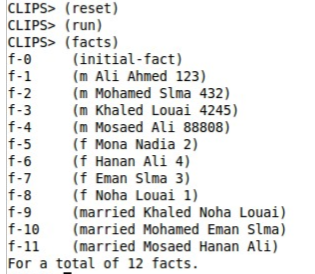 CLIPS> (reset)
CLIPS> (run)
CLIPS> (facts)
f-0 (initial-fact)
f-1 (m Ali Ahmed 123)
f-2 (m Mohamed Slma 432)
f-3 (m Khaled Louai 4245)
f-4 (m Mosaed Ali 88808)
f-5 (f Mona Nadia 2)
f-6 (f Hanan Ali 4)
f-7 (f Eman Slma 3)
f-8 (f Noha Louai 1)
f-9 (married Khaled Noha Louai)
f-10 (married Mohamed Eman Slma)
f-11 (married Mosaed Hanan Ali)
For a total of 12 facts.